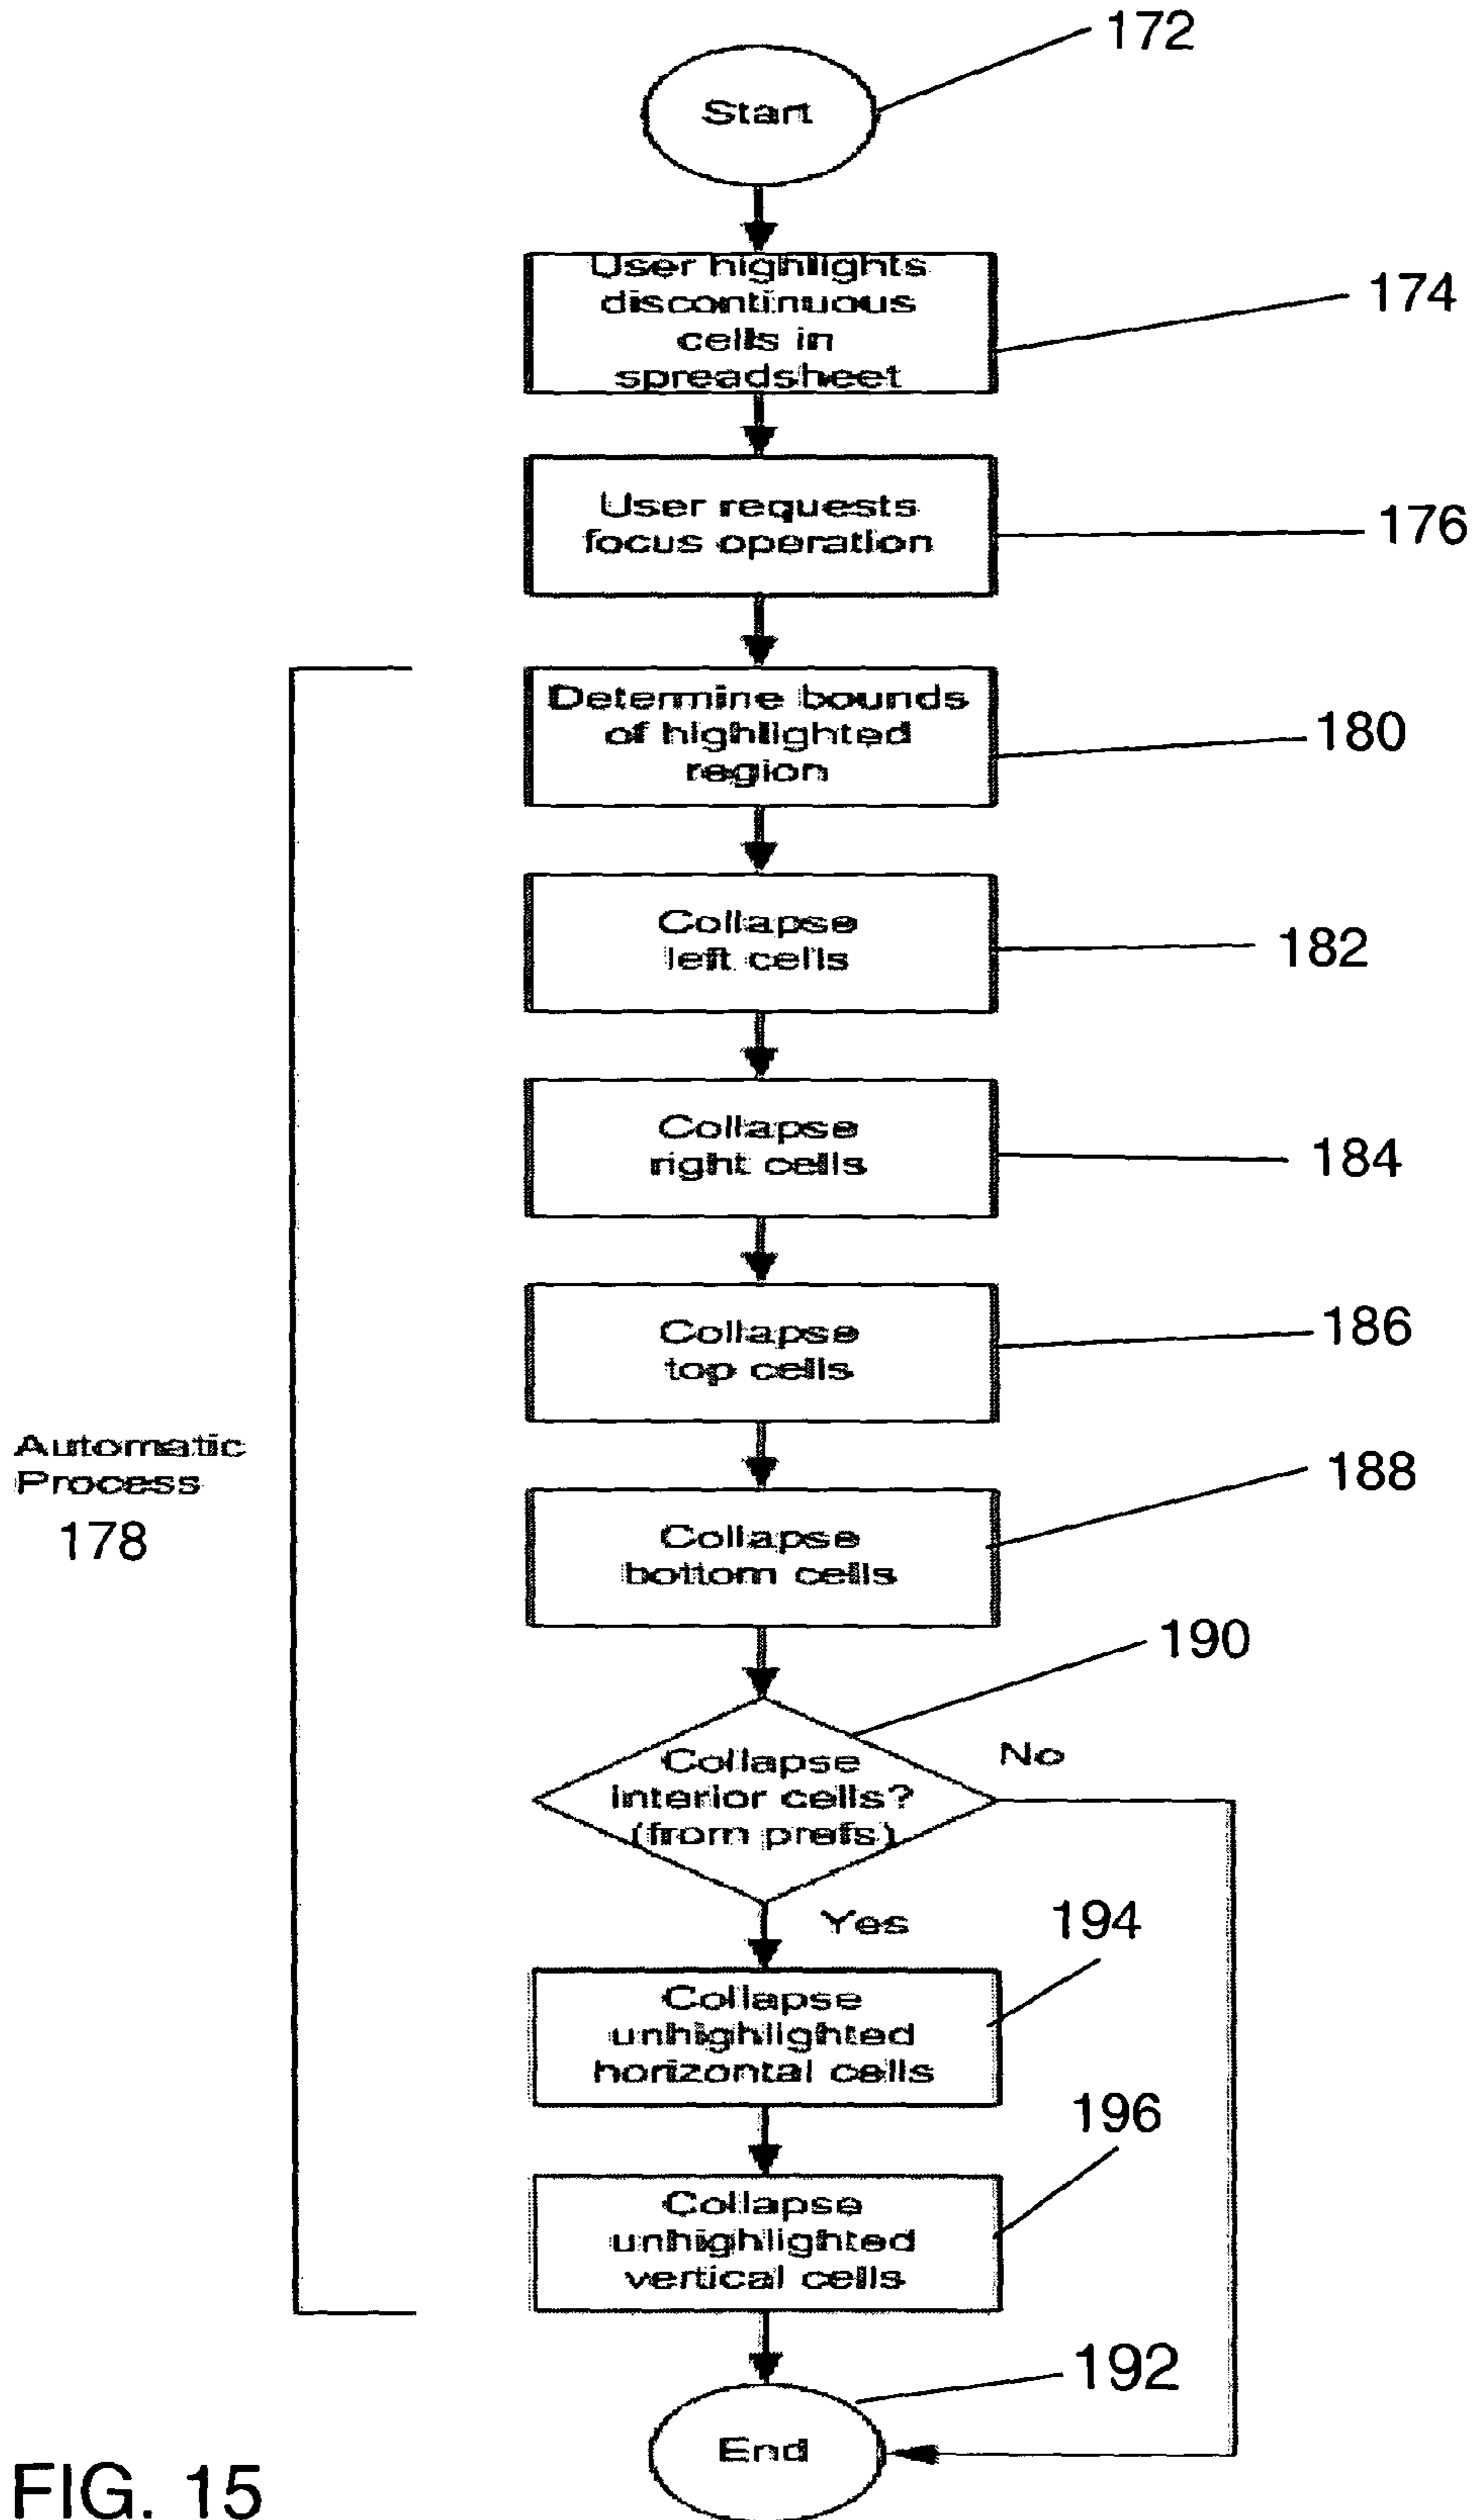 172
Start
User highlights
discontinuous
cells in
spreadsheet
174
User requests
focus operation
176
Determine bounds
of highlighted
region
180
Collapse
left cells
182
Collapse
right cells
184
Collapse
top cells
186
Automatic
Process
178
Collapse
bottom cells
188
190
Collapse
interior cells?
(from prefs)
No
Yes
194
Collapse
unhighlighted
horizontal cells
196
Collapse
unhighlighted
vertical cells
192
End
FIG. 15